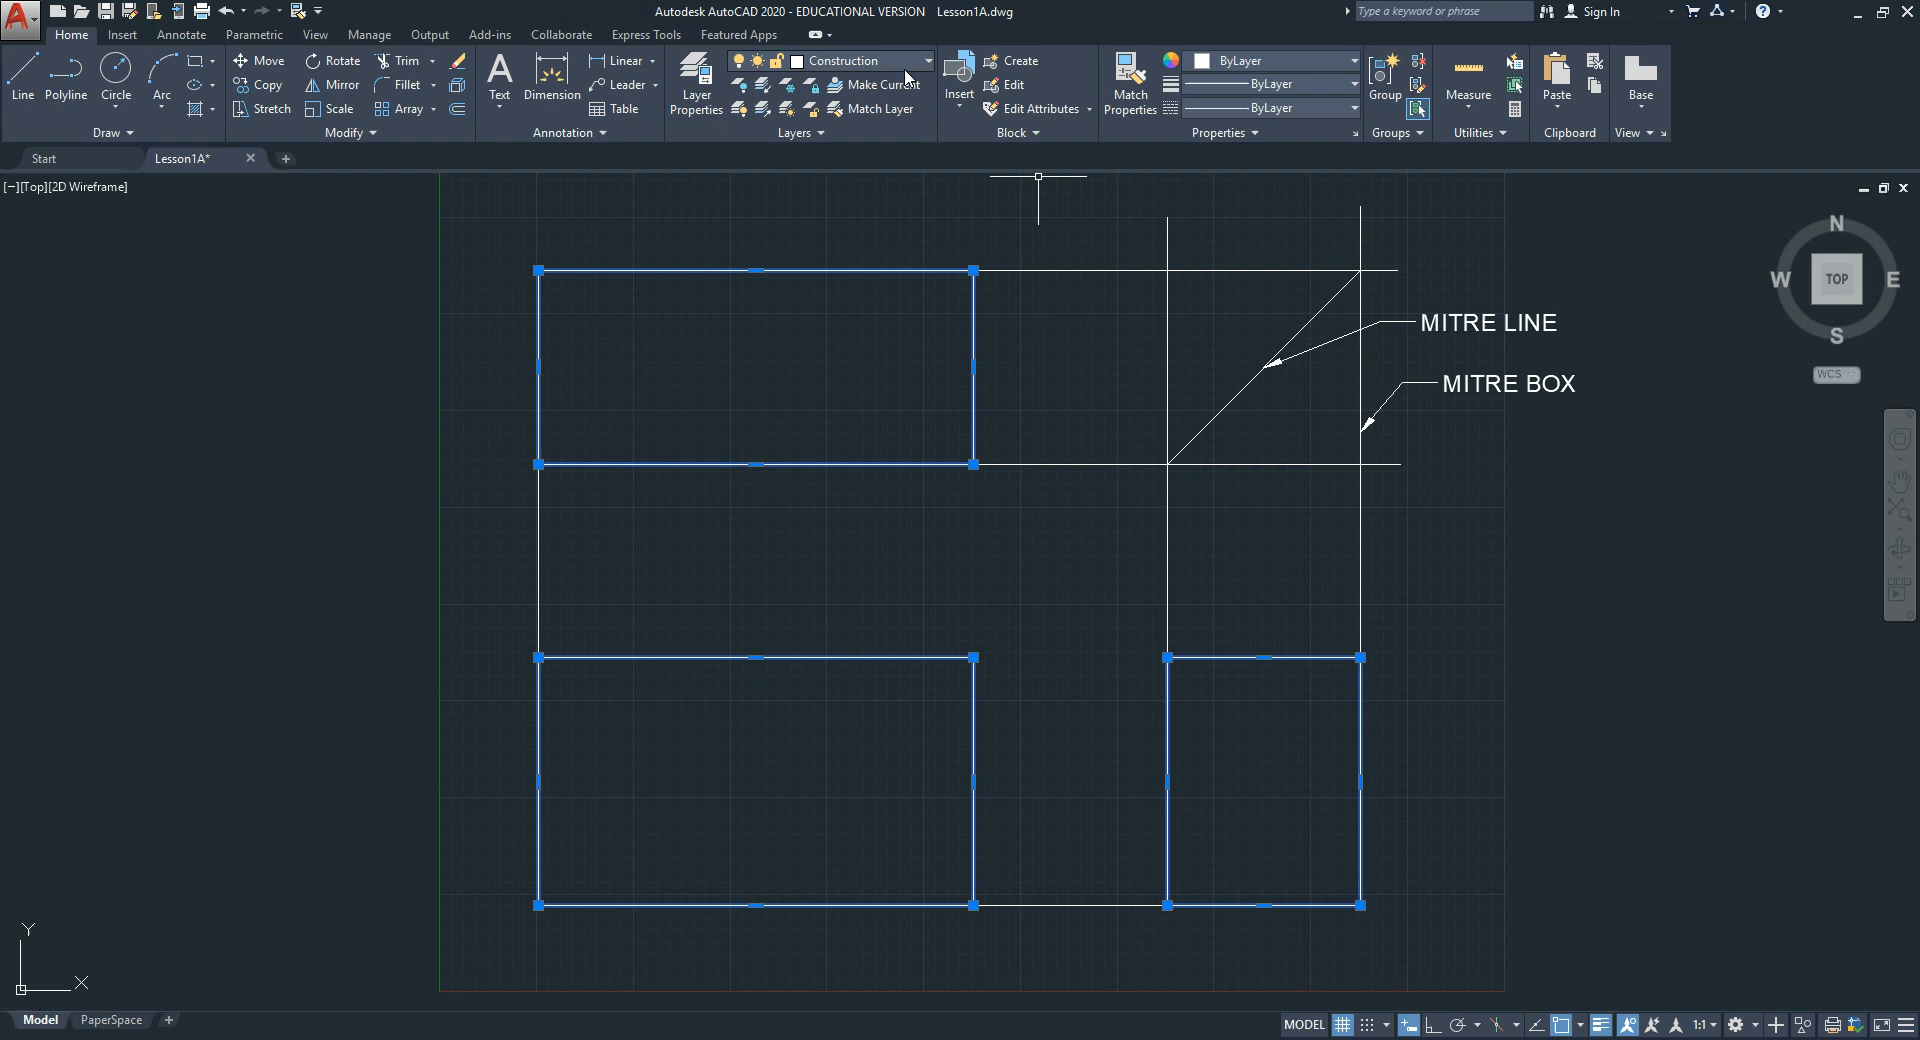 Autodesk AutoCAD 2020 - EDUCATIONAL VERSION Lesson1A.dwg
Type a keyword or phrase
Sign In
Home Insert Annotate Parametric View Manage Output Add-ins Collaborate Express Tools Featured Apps
Line
Polyline
Circle
Arc
Draw
Move Rotate Trim
Copy Mirror Fillet
Stretch Scale Array
Modify
Text
Dimension
Linear
Leader
Table
Annotation
Layer
Properties
Construction
Make Current
Match Layer
Layers
Insert
Create
Edit
Edit Attributes
Block
Match
Properties
ByLayer
ByLayer
ByLayer
Properties
Group
Groups
Measure
Utilities
Paste
Clipboard
Base
View
Start Lesson1A*
[−][Top][2D Wireframe]
N
W TOP E
S
WCS
MITRE LINE
MITRE BOX
Y
X
Model PaperSpace
MODEL 1:1